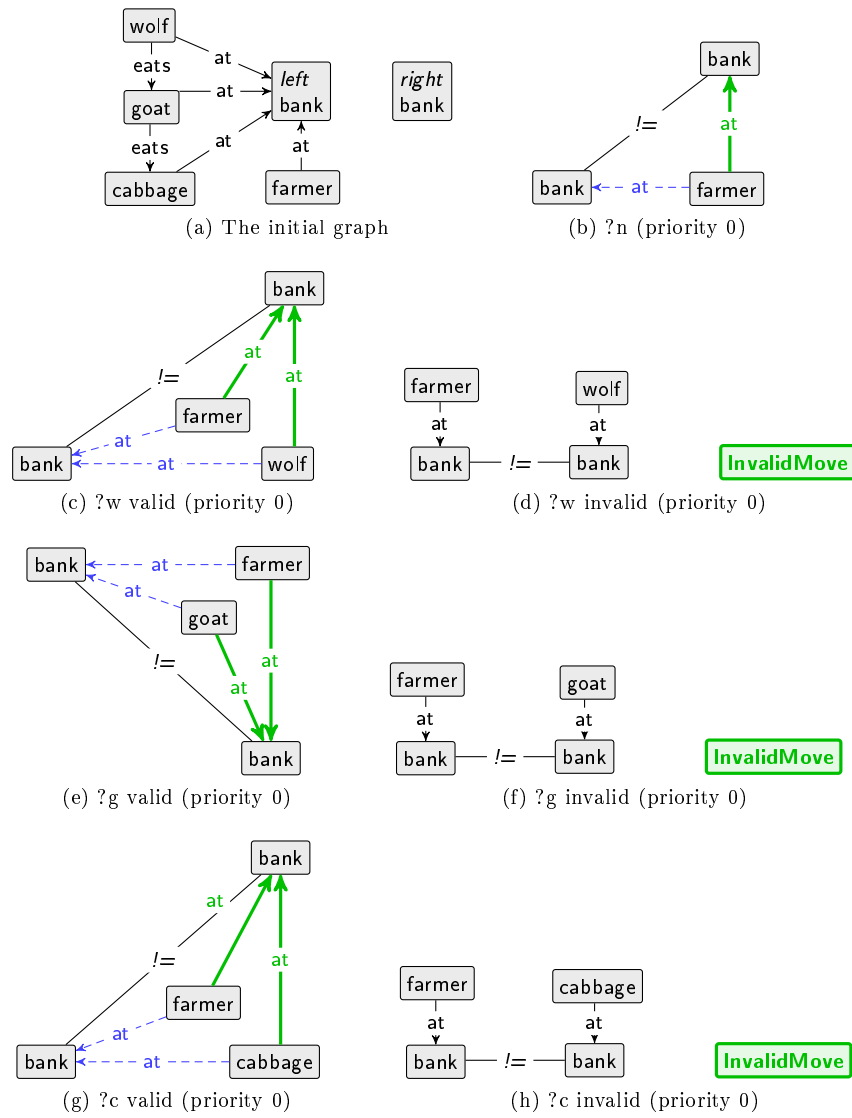 wolf
at
eats
left
bank
right
bank
goat
at
eats
at
at
cabbage
farmer
(a) The initial graph
bank
!=
at
bank
at
farmer
(b) ?n (priority 0)
bank
at
!=
at
farmer
at
bank
at
wolf
(c) ?w valid (priority 0)
farmer
wolf
at
at
bank
!=
bank
InvalidMove
(d) ?w invalid (priority 0)
bank
at
farmer
at
goat
!=
at
at
bank
(e) ?g valid (priority 0)
farmer
goat
at
at
bank
!=
bank
InvalidMove
(f) ?g invalid (priority 0)
bank
at
!=
at
farmer
at
bank
at
cabbage
(g) ?c valid (priority 0)
farmer
cabbage
at
at
bank
!=
bank
InvalidMove
(h) ?c invalid (priority 0)